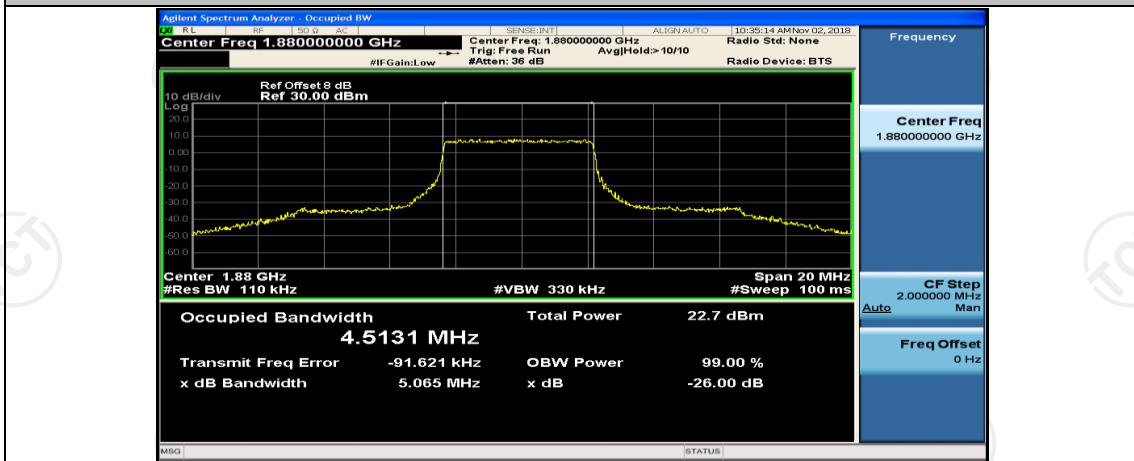 Agilent Spectrum Analyzer - Occupied BW
LXI RL RF 50 Ω AC SENSE:INT ALIGNAUTO 10:35:14 AM Nov 02, 2018
Center Freq 1.880000000 GHz
Center Freq: 1.880000000 GHz
Radio Std: None
Trig: Free Run Avg|Hold:> 10/10
#IFGain:Low
#Atten: 36 dB
Radio Device: BTS
Ref Offset 8 dB
10 dB/div Ref 30.00 dBm
Log
20.0
10.0
0.00
-10.0
-20.0
-30.0
-40.0
-50.0
-60.0
Center 1.88 GHz Span 20 MHz
#Res BW 110 kHz #VBW 330 kHz #Sweep 100 ms
Occupied Bandwidth Total Power 22.7 dBm
4.5131 MHz
Transmit Freq Error -91.621 kHz OBW Power 99.00 %
x dB Bandwidth 5.065 MHz x dB -26.00 dB
MSG STATUS
Frequency
Center Freq
1.880000000 GHz
CF Step
2.000000 MHz
Auto Man
Freq Offset
0 Hz
TCT